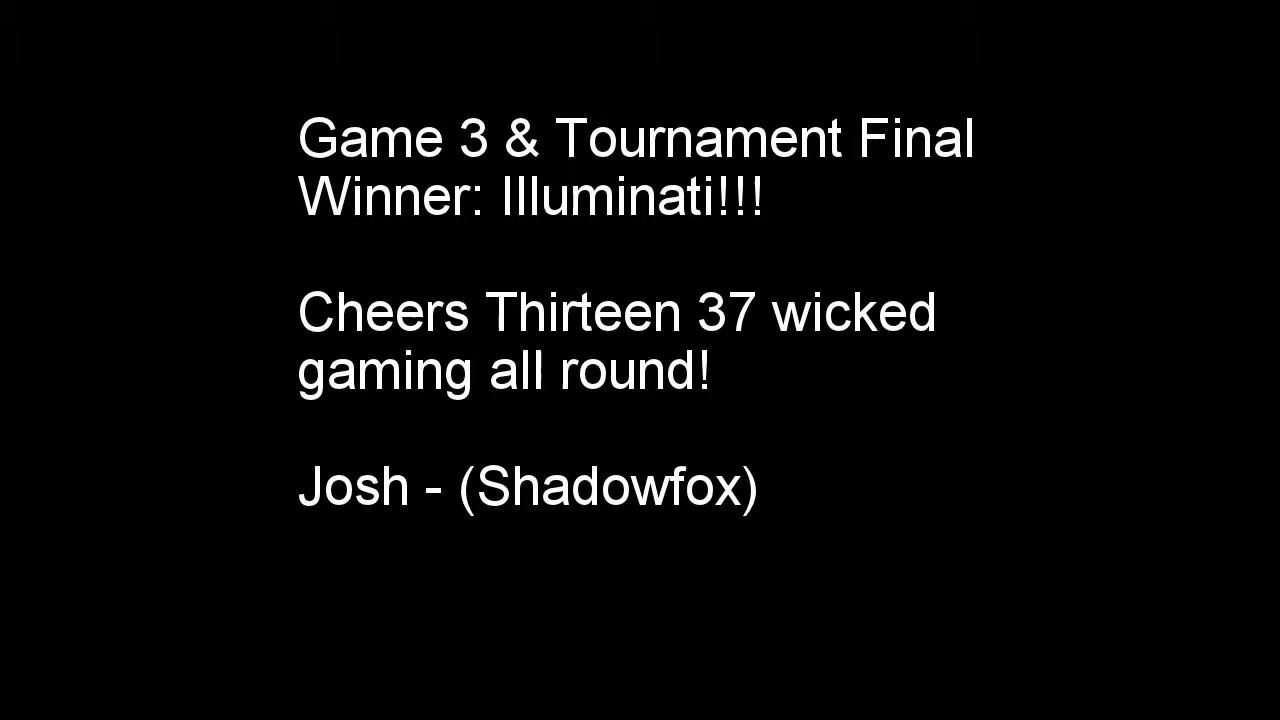 Game 3 & Tournament Final
Winner: Illuminati!!!
Cheers Thirteen 37 wicked
gaming all round!
Josh - (Shadowfox)